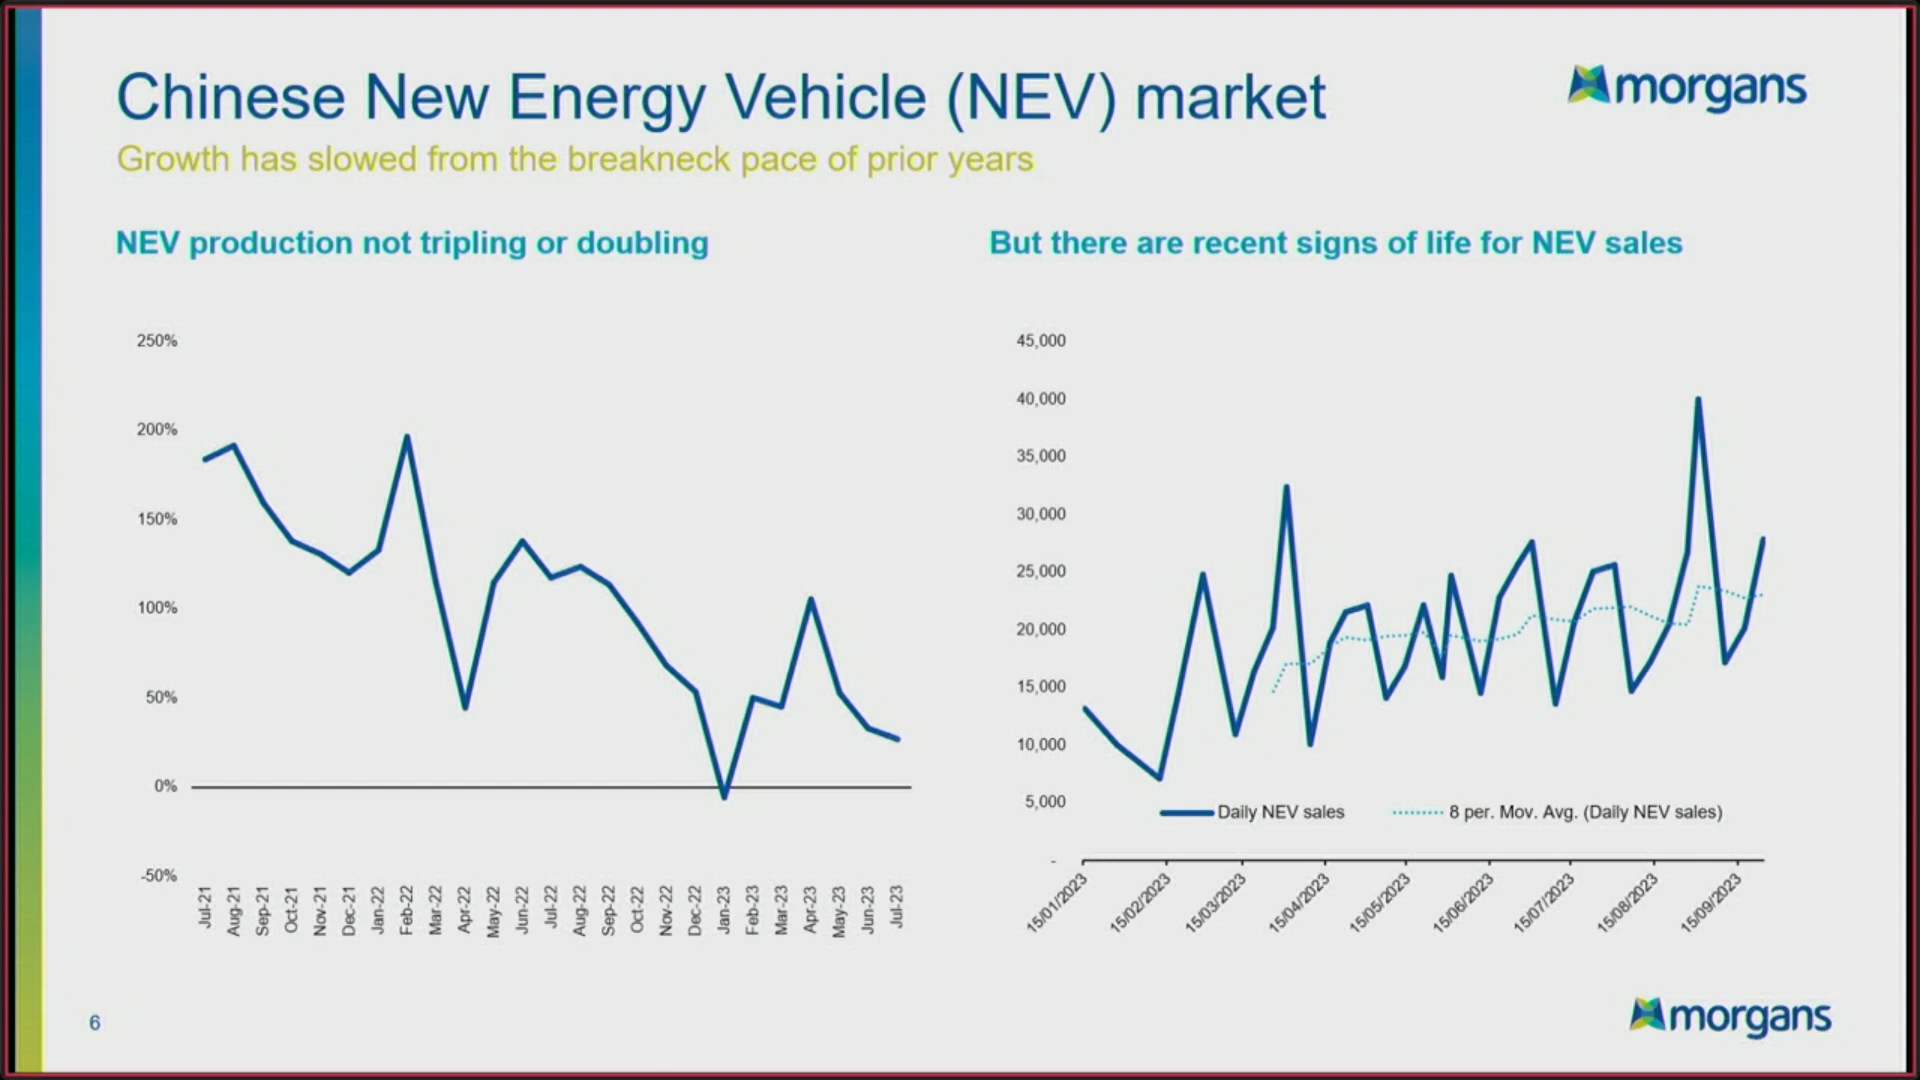 Chinese New Energy Vehicle (NEV) market
morgans
Growth has slowed from the breakneck pace of prior years
NEV production not tripling or doubling
250%
200%
150%
100%
50%
0%
-50%
Jul-21
Aug-21
Sep-21
Oct-21
Nov-21
Dec-21
Jan-22
Feb-22
Mar-22
Apr-22
May-22
Jun-22
Jul-22
Aug-22
Sep-22
Oct-22
Nov-22
Dec-22
Jan-23
Feb-23
Mar-23
Apr-23
May-23
Jun-23
Jul-23
But there are recent signs of life for NEV sales
45,000
40,000
35,000
30,000
25,000
20,000
15,000
10,000
5,000
-
Daily NEV sales
8 per. Mov. Avg. (Daily NEV sales)
15/01/2023
15/02/2023
15/03/2023
15/04/2023
15/05/2023
15/06/2023
15/07/2023
15/08/2023
15/09/2023
6
morgans